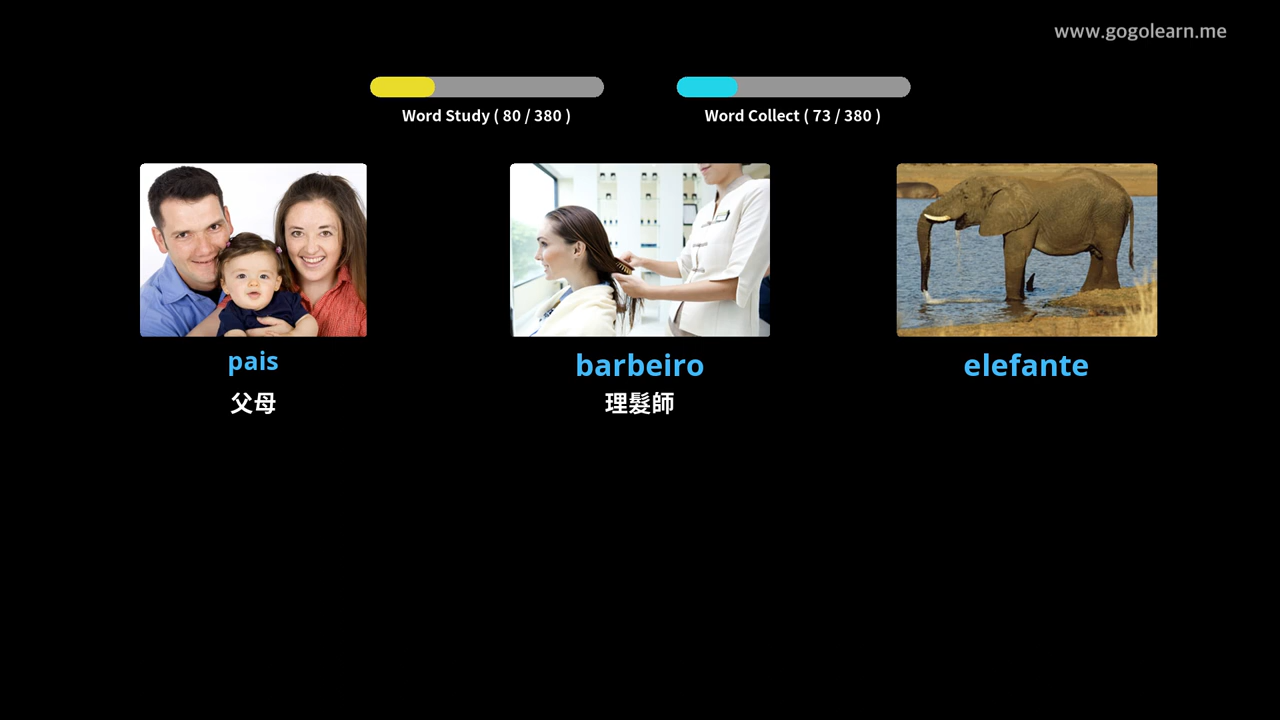 www.gogolearn.me
Word Study ( 80 / 380 )
Word Collect ( 73 / 380 )
pais
父母
barbeiro
理髮師
elefante